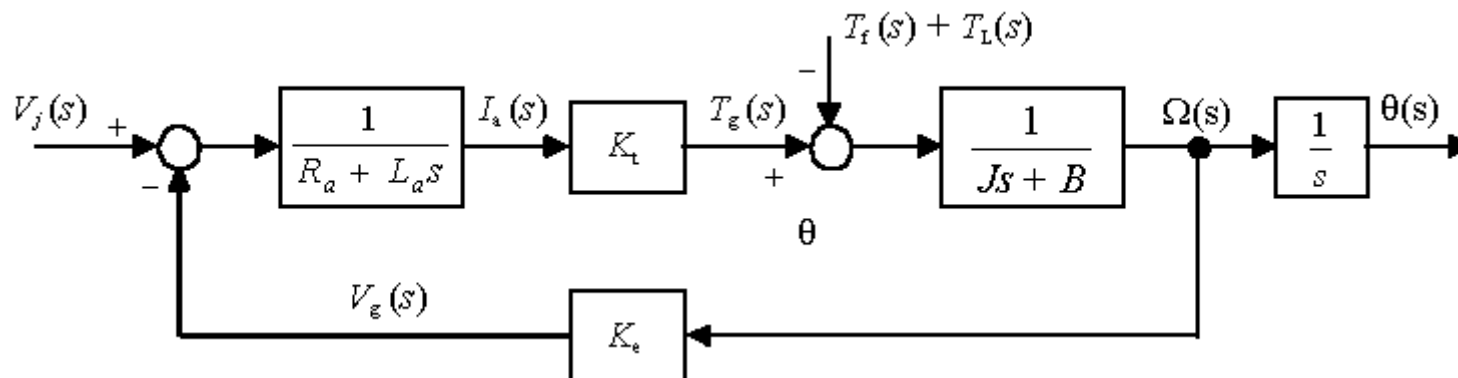 T_f(s) + T_L(s)
−
V_j(s)
+
−
1
R_a + L_a s
I_a(s)
K_t
T_g(s)
+
1
Js + B
Ω(s)
1
s
θ(s)
θ
V_g(s)
K_e